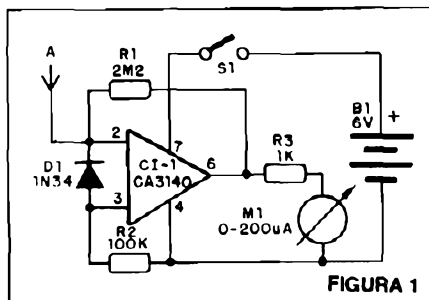 A
R1
2M2
S1
B1
6V
+
2
7
CI-1
CA3140
6
R3
1K
D1
1N34
3
4
M1
0-200uA
R2
100K
FIGURA 1